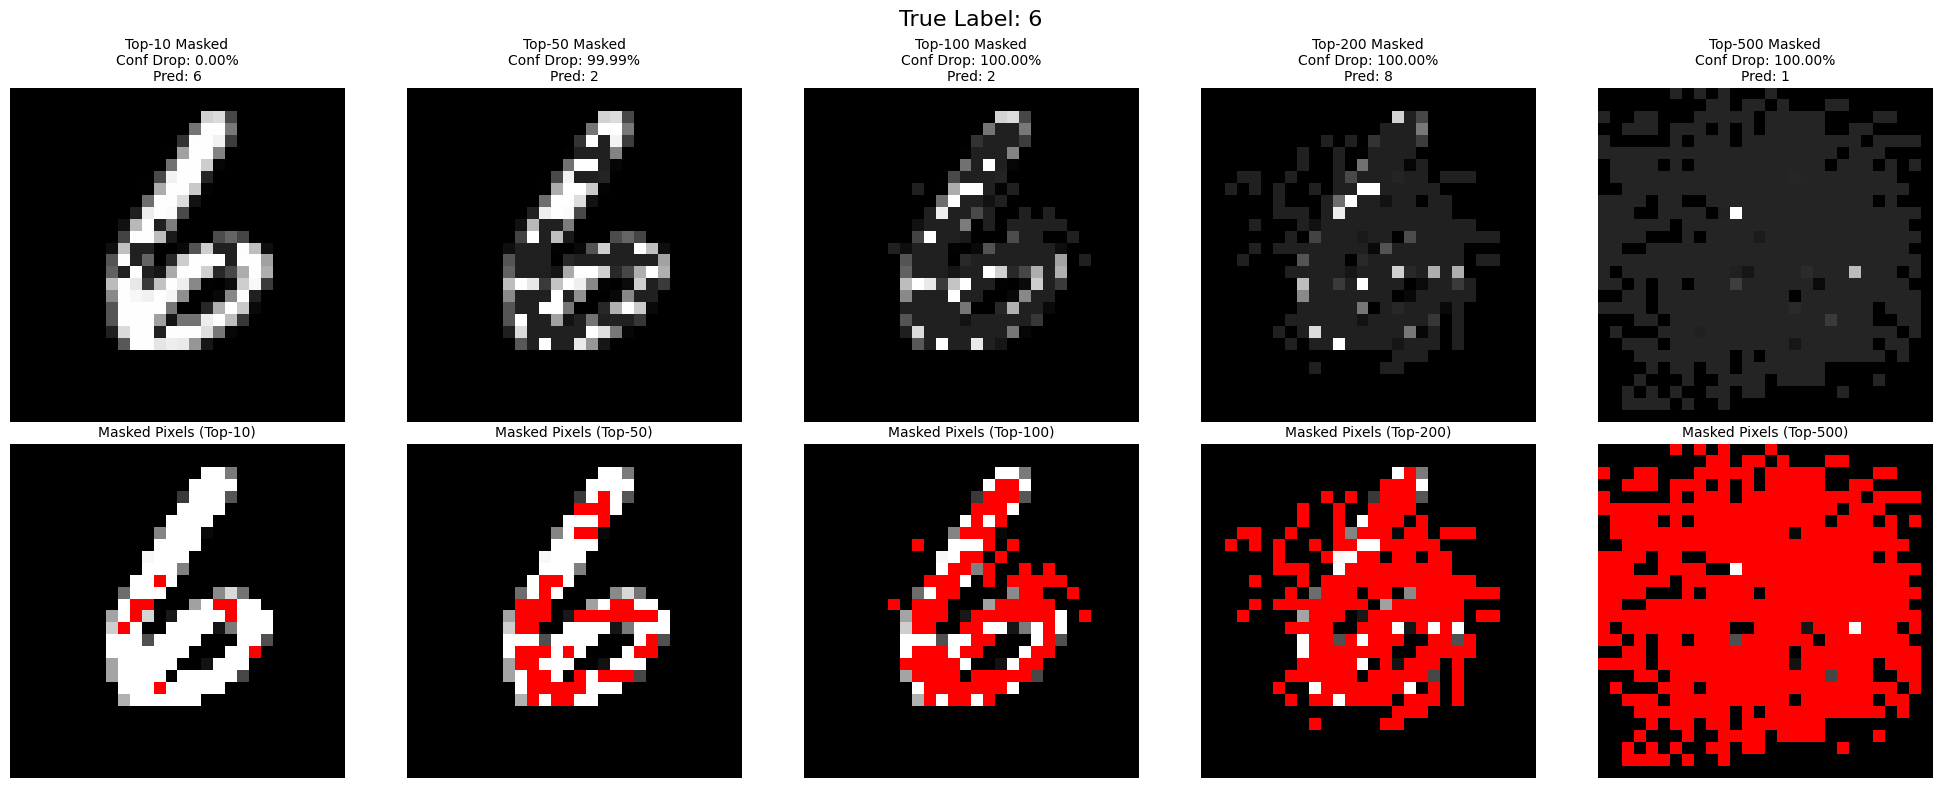 True Label: 6
Top-10 Masked
Conf Drop: 0.00%
Pred: 6
Top-50 Masked
Conf Drop: 99.99%
Pred: 2
Top-100 Masked
Conf Drop: 100.00%
Pred: 2
Top-200 Masked
Conf Drop: 100.00%
Pred: 8
Top-500 Masked
Conf Drop: 100.00%
Pred: 1
Masked Pixels (Top-10)
Masked Pixels (Top-50)
Masked Pixels (Top-100)
Masked Pixels (Top-200)
Masked Pixels (Top-500)